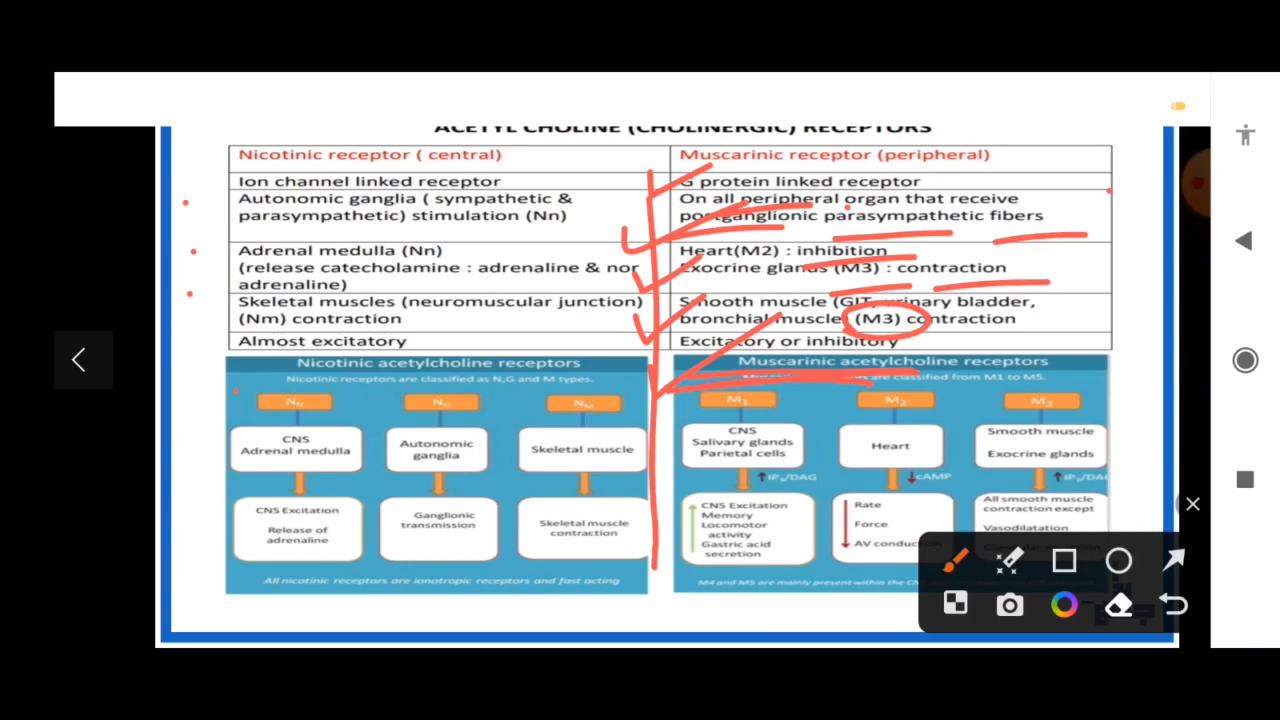 ACETYL CHOLINE (CHOLINERGIC) RECEPTORS
Nicotinic receptor ( central)
Muscarinic receptor (peripheral)
Ion channel linked receptor
G protein linked receptor
Autonomic ganglia ( sympathetic &
parasympathetic) stimulation (Nn)
On all peripheral organ that receive
postganglionic parasympathetic fibers
Adrenal medulla (Nn)
(release catecholamine : adrenaline & nor
adrenaline)
Heart(M2) : inhibition
Exocrine glands (M3) : contraction
Skeletal muscles (neuromuscular junction)
(Nm) contraction
Smooth muscle (GIT, urinary bladder,
bronchial muscle) (M3) contraction
Almost excitatory
Excitatory or inhibitory
Nicotinic acetylcholine receptors
Nicotinic receptors are classified as N,G and M types.
NN
NG
NM
CNS
Adrenal medulla
Autonomic
ganglia
Skeletal muscle
CNS Excitation
Release of
adrenaline
Ganglionic
transmission
Skeletal muscle
contraction
All nicotinic receptors are ionotropic receptors and fast acting
Muscarinic acetylcholine receptors
are classified from M1 to M5.
M1
M2
M3
CNS
Salivary glands
Parietal cells
Heart
Smooth muscle
Exocrine glands
IP3/DAG
cAMP
IP3/DAG
CNS Excitation
Memory
Locomotor
activity
Gastric acid
secretion
Rate
Force
AV conduc
All smooth muscle
contraction except
Vasodilatation
M4 and M5 are mainly present within the